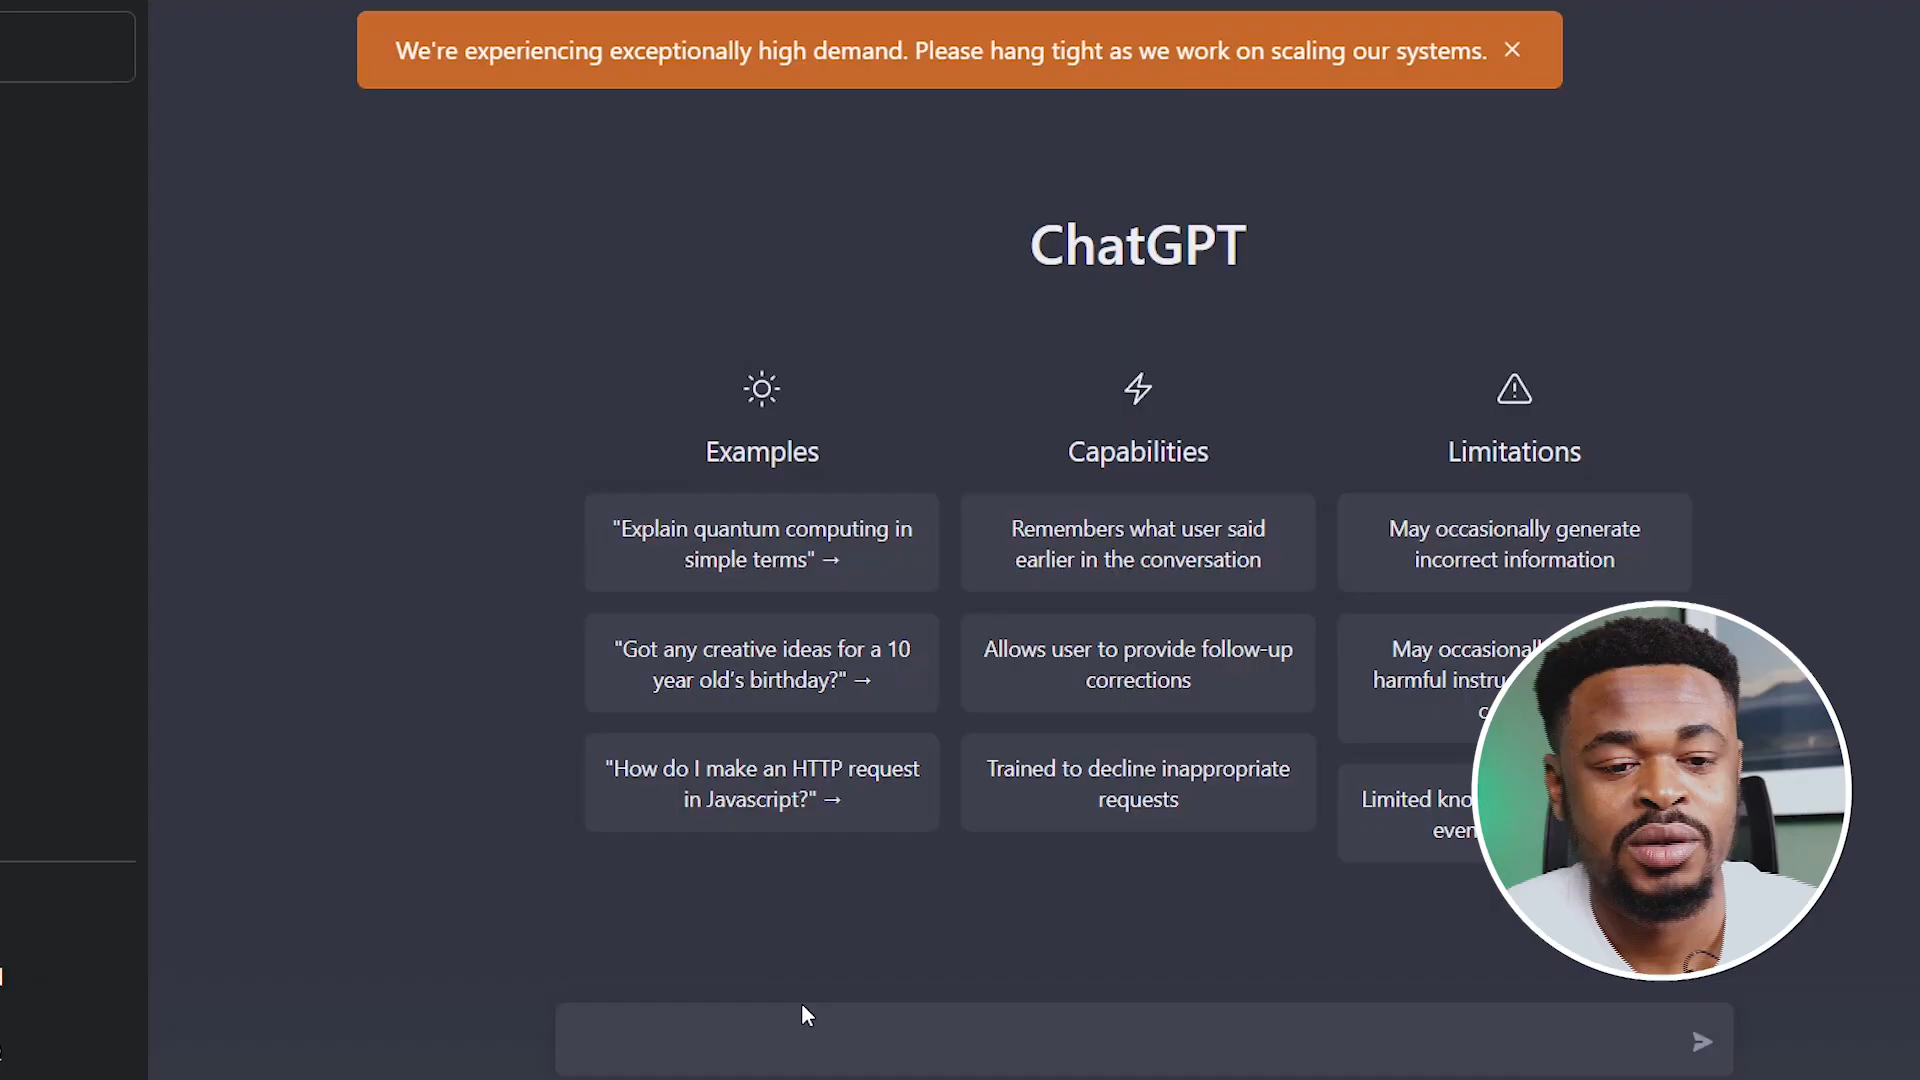 We're experiencing exceptionally high demand. Please hang tight as we work on scaling our systems. ×
ChatGPT
Examples
"Explain quantum computing in
simple terms" →
"Got any creative ideas for a 10
year old's birthday?" →
"How do I make an HTTP request
in Javascript?" →
Capabilities
Remembers what user said
earlier in the conversation
Allows user to provide follow-up
corrections
Trained to decline inappropriate
requests
Limitations
May occasionally generate
incorrect information
May
harmful
Limited